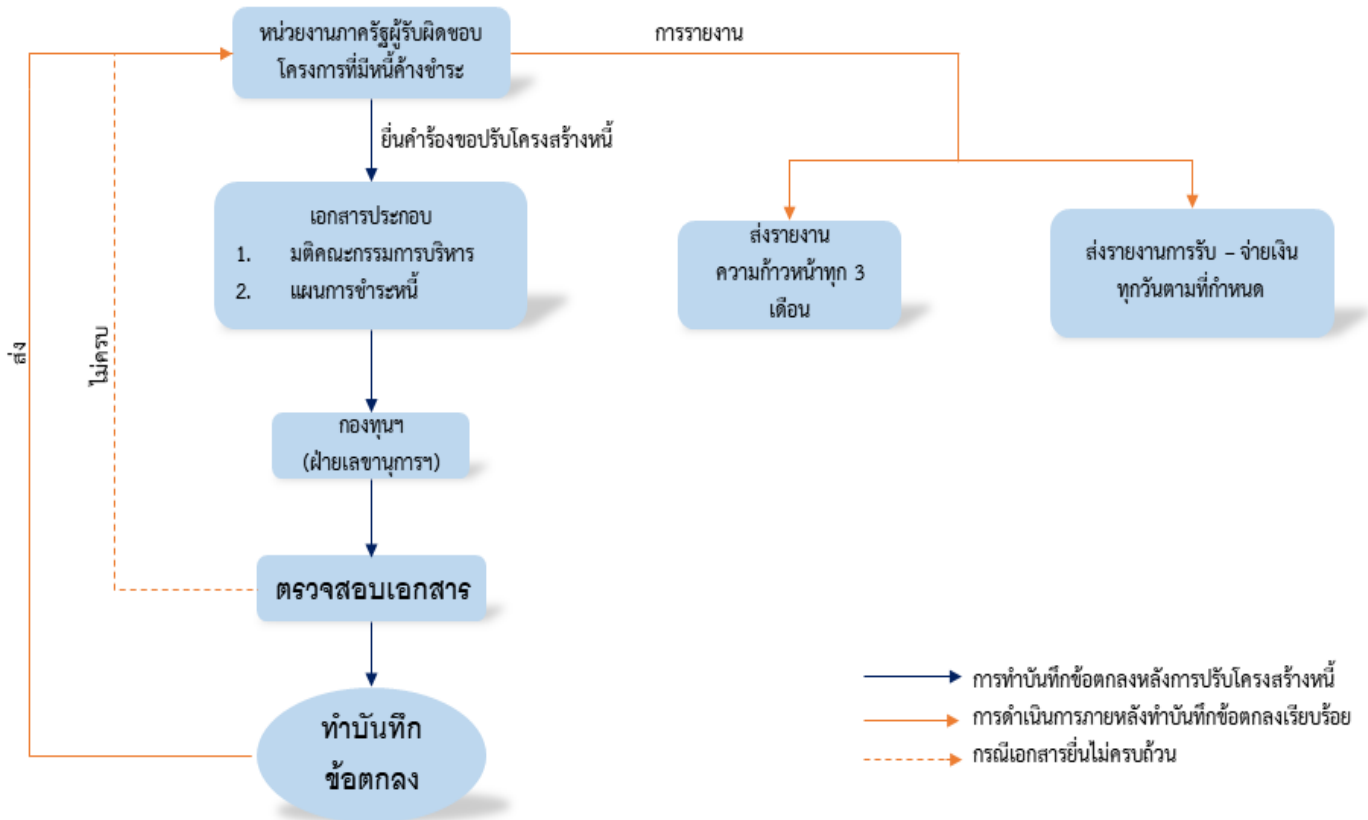 หน่วยงานภาครัฐผู้รับผิดชอบ
โครงการที่มีหนี้ค้างชำระ
การรายงาน
ยื่นคำร้องขอปรับโครงสร้างหนี้
เอกสารประกอบ
1. มติคณะกรรมการบริหาร
2. แผนการชำระหนี้
ส่งรายงาน
ความก้าวหน้าทุก 3
เดือน
ส่งรายงานการรับ – จ่ายเงิน
ทุกวันตามที่กำหนด
ส่ง
ไม่ครบ
กองทุนฯ
(ฝ่ายเลขานุการฯ)
ตรวจสอบเอกสาร
ทำบันทึก
ข้อตกลง
การทำบันทึกข้อตกลงหลังการปรับโครงสร้างหนี้
การดำเนินการภายหลังทำบันทึกข้อตกลงเรียบร้อย
กรณีเอกสารยื่นไม่ครบถ้วน